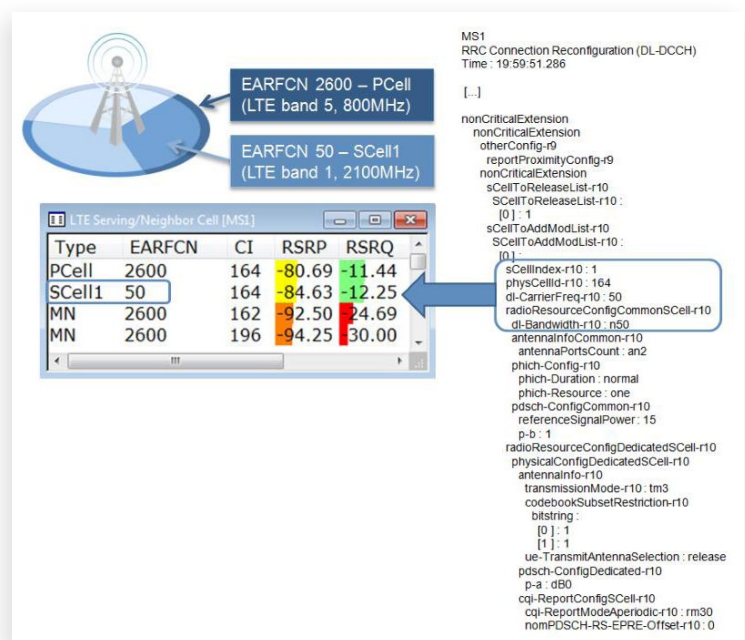 EARFCN 2600 – PCell
(LTE band 5, 800MHz)
EARFCN 50 – SCell1
(LTE band 1, 2100MHz)
LTE Serving/Neighbor Cell [MS1]
Type EARFCN CI RSRP RSRQ
PCell 2600 164 -80.69 -11.44
SCell1 50 164 -84.63 -12.25
MN 2600 162 -92.50 -24.69
MN 2600 196 -94.25 -30.00
MS1
RRC Connection Reconfiguration (DL-DCCH)
Time : 19:59:51.286
[...]
nonCriticalExtension
nonCriticalExtension
otherConfig-r9
reportProximityConfig-r9
nonCriticalExtension
sCellToReleaseList-r10
SCellToReleaseList-r10 :
[0 ] : 1
sCellToAddModList-r10
SCellToAddModList-r10 :
[0 ] :
sCellIndex-r10 : 1
physCellId-r10 : 164
dl-CarrierFreq-r10 : 50
radioResourceConfigCommonSCell-r10
dl-Bandwidth-r10 : n50
antennaInfoCommon-r10
antennaPortsCount : an2
phich-Config-r10
phich-Duration : normal
phich-Resource : one
pdsch-ConfigCommon-r10
referenceSignalPower : 15
p-b : 1
radioResourceConfigDedicatedSCell-r10
physicalConfigDedicatedSCell-r10
antennaInfo-r10
transmissionMode-r10 : tm3
codebookSubsetRestriction-r10
bitstring :
[0 ] : 1
[1 ] : 1
ue-TransmitAntennaSelection : release
pdsch-ConfigDedicated-r10
p-a : dB0
cqi-ReportConfigSCell-r10
cqi-ReportModeAperiodic-r10 : rm30
nomPDSCH-RS-EPRE-Offset-r10 : 0